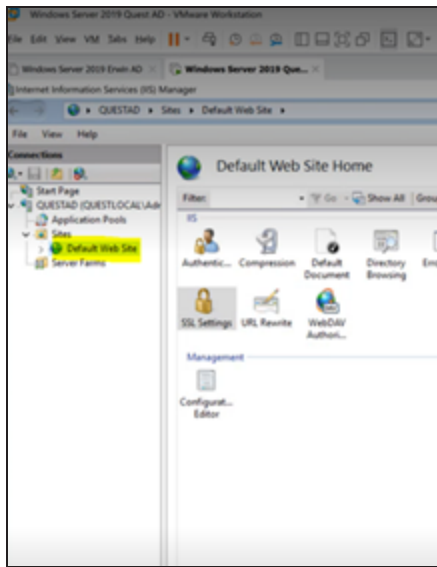 Windows Server 2019 Quest AD - VMware Workstation
File Edit View VM Tabs Help
Windows Server 2019 Erwin AD
Windows Server 2019 Que...
Internet Information Services (IIS) Manager
QUESTAD Sites Default Web Site
File View Help
Connections
Default Web Site Home
Start Page
QUESTAD (QUESTLOCAL\Adr
Application Pools
Sites
Default Web Site
Server Farms
Filter: Go Show All Grou
IIS
Authentic... Compression Default Document Directory Browsing
SSL Settings URL Rewrite WebDAV Authori...
Management
Configurat... Editor